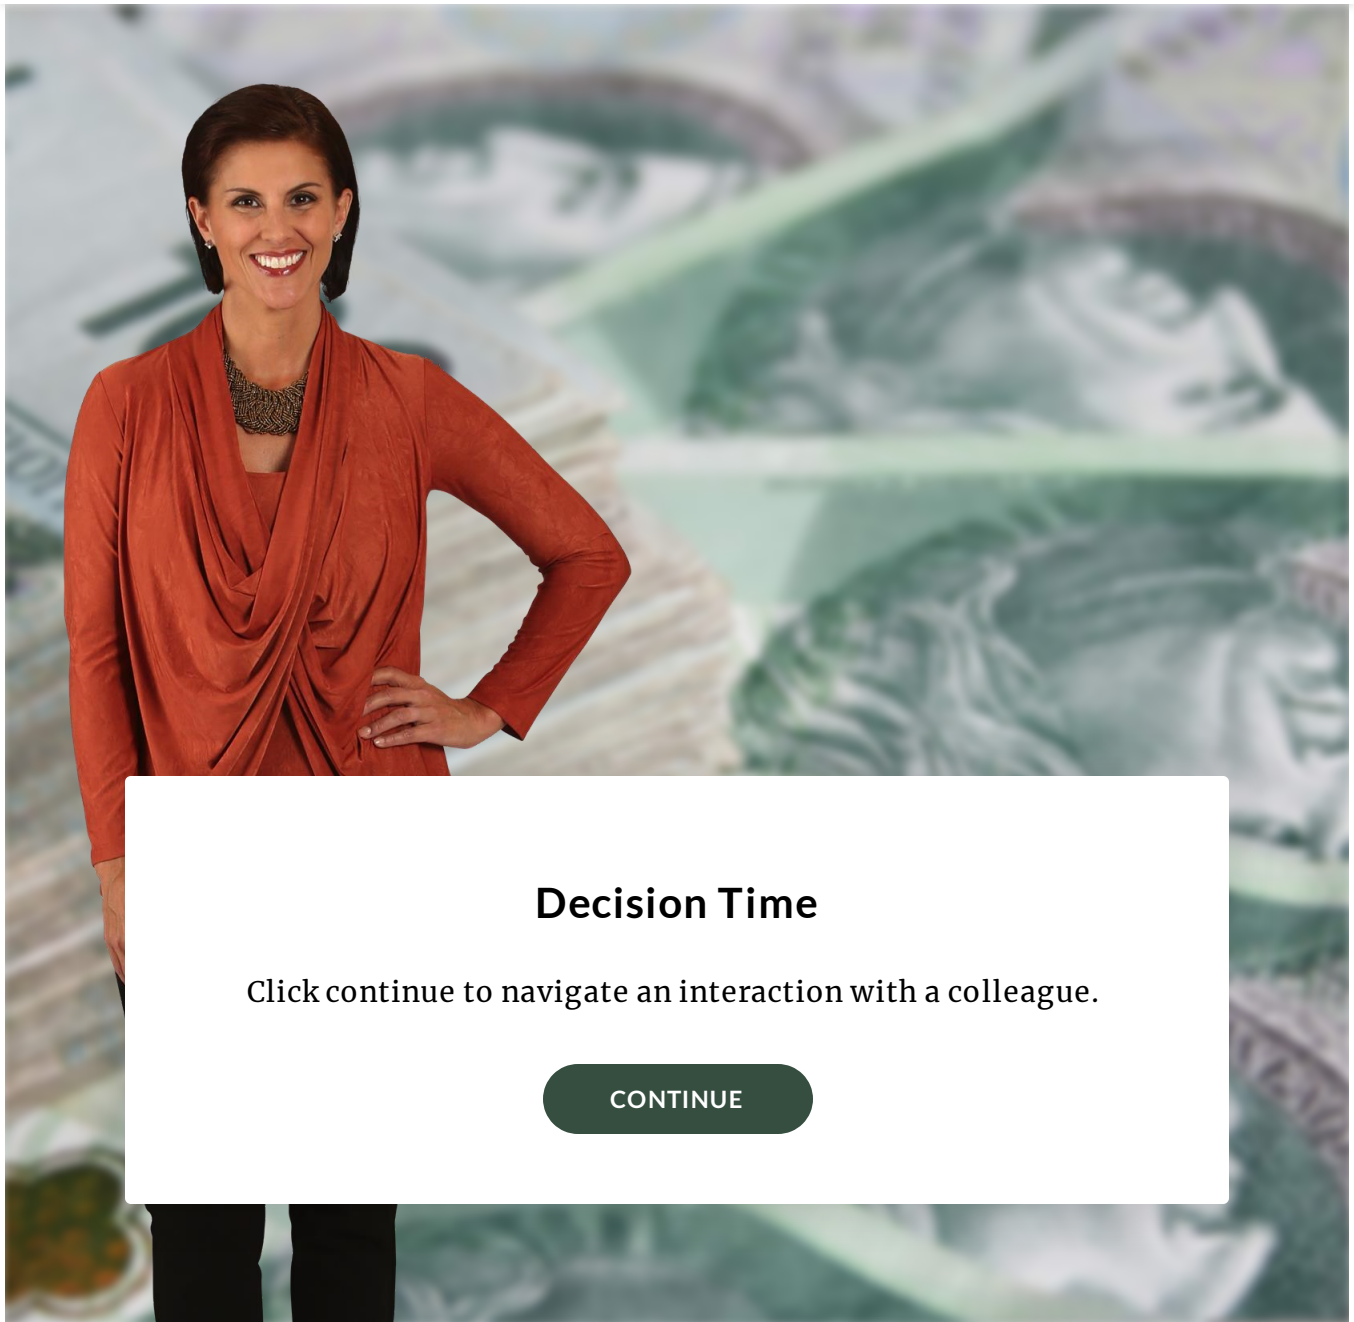 Decision Time
Click continue to navigate an interaction with a colleague.
CONTINUE